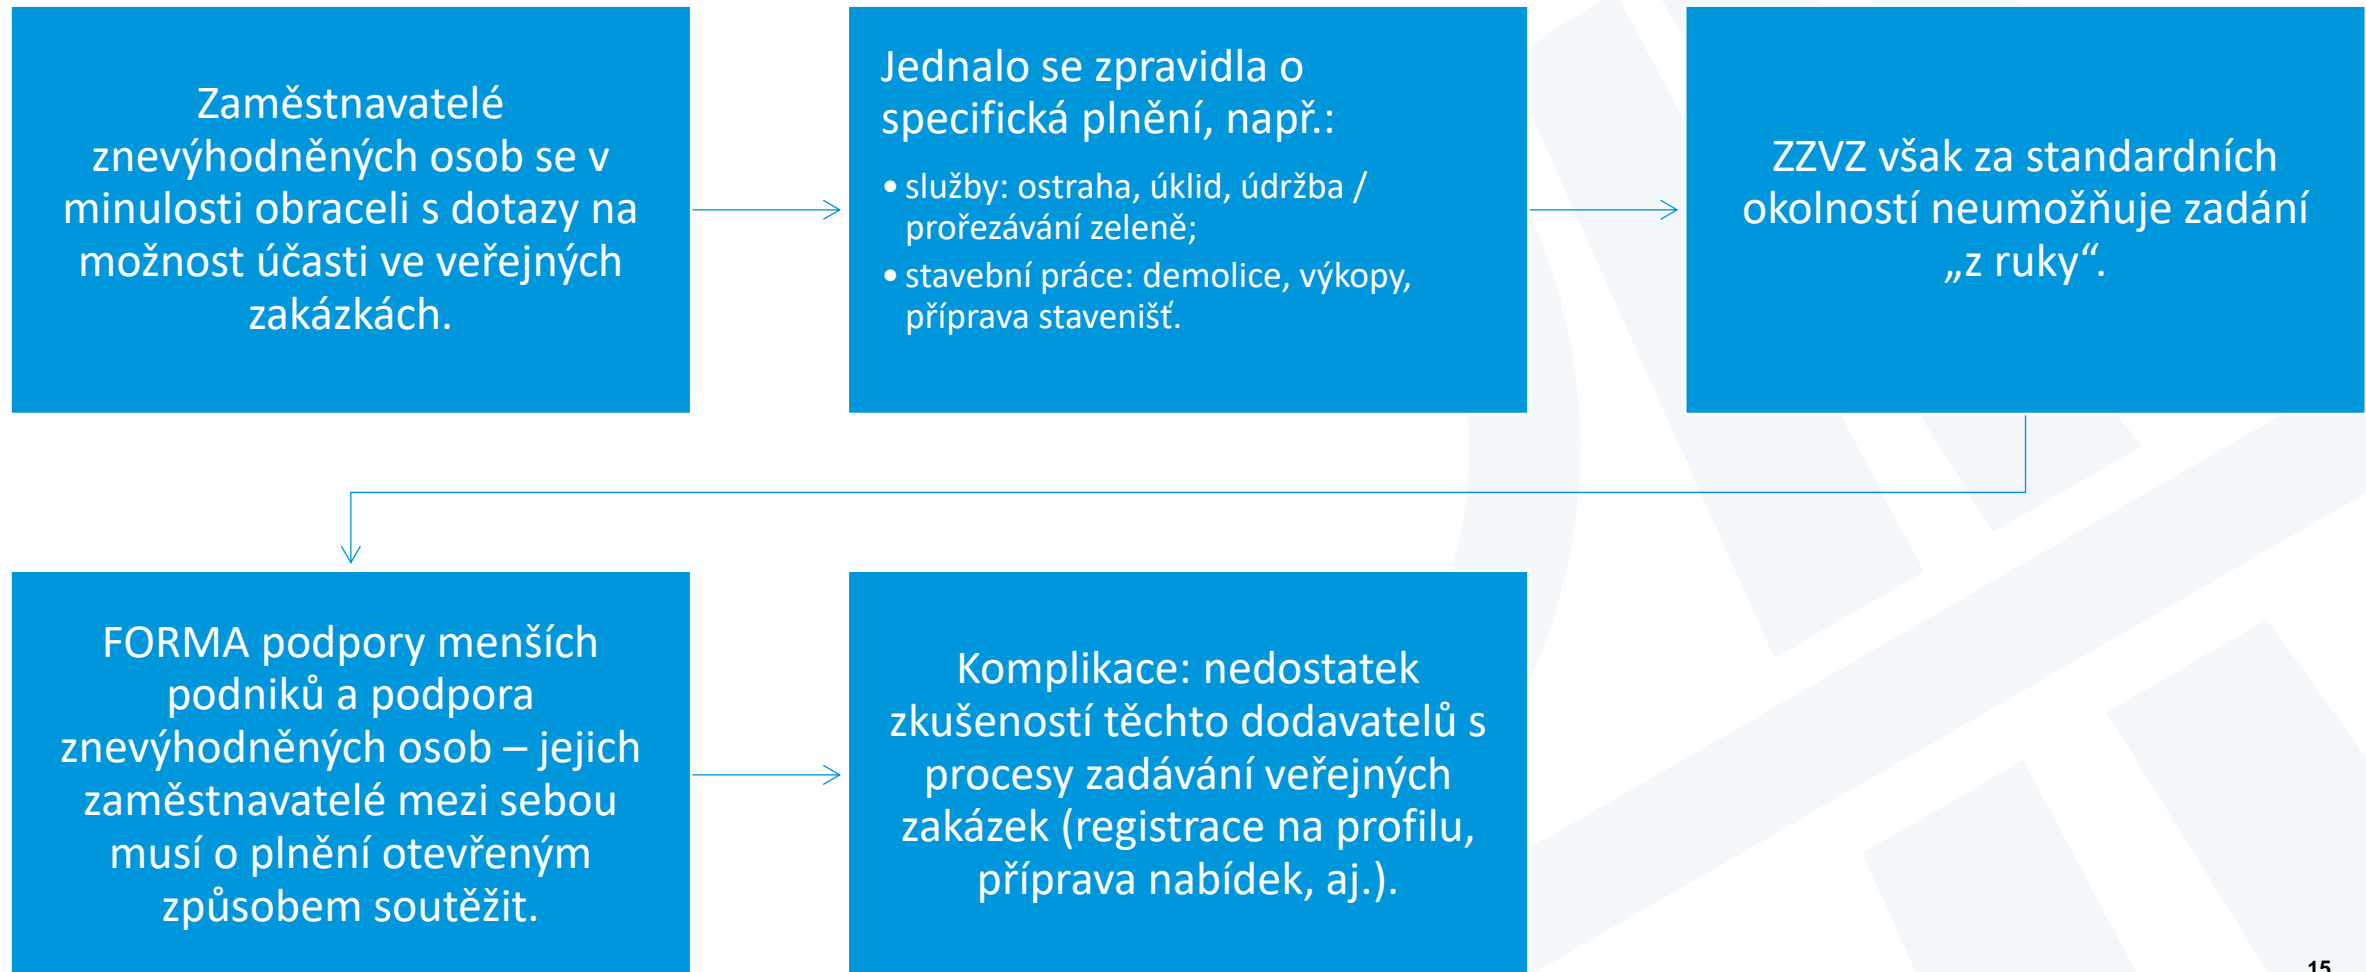 Zaměstnavatelé
znevýhodněných osob se v
minulosti obraceli s dotazy na
možnost účasti ve veřejných
zakázkách.
Jednalo se zpravidla o
specifická plnění, např.:
• služby: ostraha, úklid, údržba /
prořezávání zeleně;
• stavební práce: demolice, výkopy,
příprava stavenišť.
ZZVZ však za standardních
okolností neumožňuje zadání
„z ruky“.
FORMA podpory menších
podniků a podpora
znevýhodněných osob – jejich
zaměstnavatelé mezi sebou
musí o plnění otevřeným
způsobem soutěžit.
Komplikace: nedostatek
zkušeností těchto dodavatelů s
procesy zadávání veřejných
zakázek (registrace na profilu,
příprava nabídek, aj.).
15